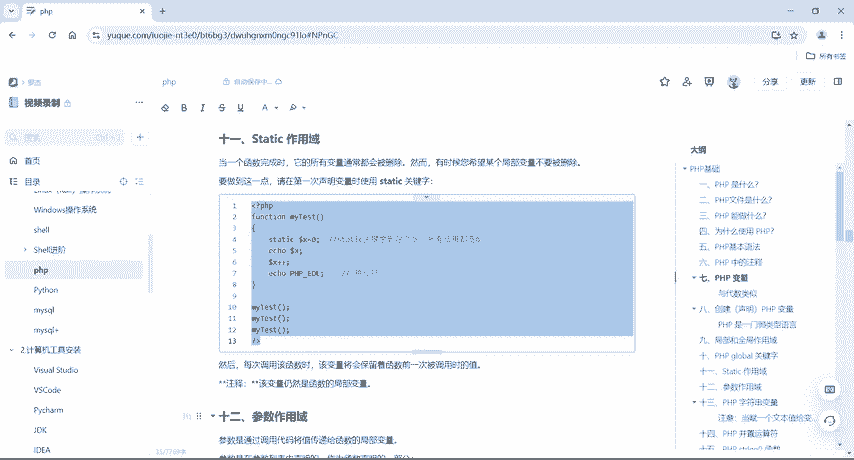 php
yuque.com/luojie-nt3e0/bt6bg3/dwuhgnxm0ngc91lo#NPnGC
所有书签
罗杰
php
自动保存中...
分享
更新
视频录制
搜索
首页
目录
Windows操作系统
shell
Shell进阶
php
Python
mysql
mysql+
2.计算机工具安装
Visual Studio
VSCode
Pycharm
JDK
IDEA
十一、Static 作用域
当一个函数完成时，它的所有变量通常都会被删除。然而，有时候您希望某个局部变量不要被删除。
要做到这一点，请在第一次声明变量时使用 static 关键字：
1 <?php
2 function myTest()
3 {
4 static $x=0;
5 echo $x;
6 $x++;
7 echo PHP_EOL; // 换行符
8 }
9
10 myTest();
11 myTest();
12 myTest();
13 ?>
然后，每次调用该函数时，该变量将会保留着函数前一次被调用时的值。
**注释：**该变量仍然是函数的局部变量。
十二、参数作用域
参数是通过调用代码将值传递给函数的局部变量。
大纲
PHP基础
一、PHP 是什么？
二、PHP文件是什么？
三、PHP 能做什么？
四、为什么使用 PHP？
五、PHP基本语法
六、PHP 中的注释
七、PHP 变量
与代数类似
八、创建（声明）PHP 变量
PHP 是一门弱类型语言
九、局部和全局作用域
十、PHP global 关键字
十一、Static 作用域
十二、参数作用域
十三、PHP 字符串变量
注意：当赋一个文本值给变...
十四、PHP 并置运算符